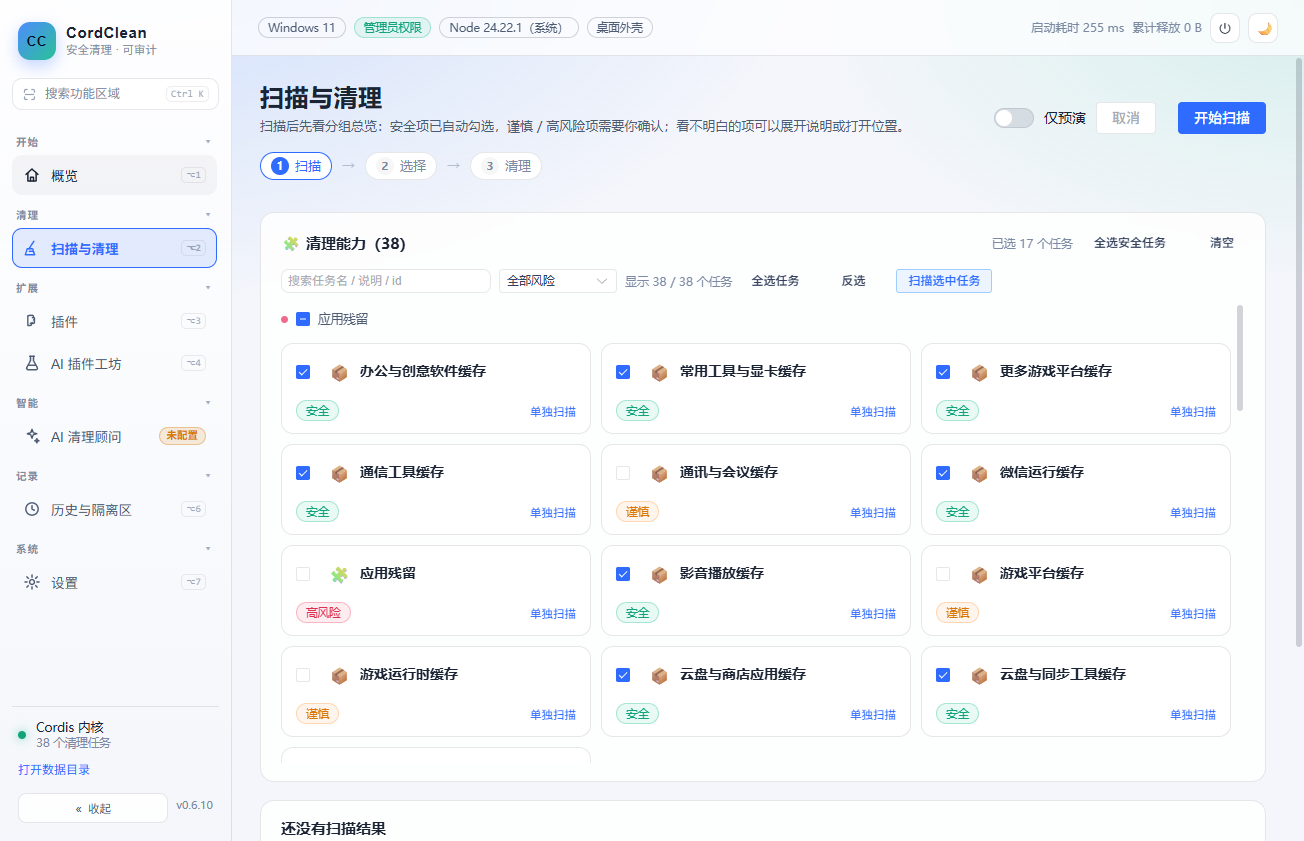 CC
CordClean
安全清理 · 可审计
搜索功能区域 Ctrl K
开始
概览 ⌥1
清理
扫描与清理 ⌥2
扩展
插件 ⌥3
AI 插件工坊 ⌥4
智能
AI 清理顾问 未配置
记录
历史与隔离区 ⌥6
系统
设置 ⌥7
Cordis 内核
38 个清理任务
打开数据目录
« 收起 v0.6.10
Windows 11 管理员权限 Node 24.22.1（系统） 桌面外壳 启动耗时 255 ms 累计释放 0 B
扫描与清理
扫描后先看分组总览：安全项已自动勾选，谨慎 / 高风险项需要你确认；看不明白的项可以展开说明或打开位置。
仅预演 取消 开始扫描
1 扫描 → 2 选择 → 3 清理
清理能力（38） 已选 17 个任务 全选安全任务 清空
搜索任务名 / 说明 / id 全部风险 显示 38 / 38 个任务 全选任务 反选 扫描选中任务
应用残留
办公与创意软件缓存
安全 单独扫描
常用工具与显卡缓存
安全 单独扫描
更多游戏平台缓存
安全 单独扫描
通信工具缓存
安全 单独扫描
通讯与会议缓存
谨慎 单独扫描
微信运行缓存
安全 单独扫描
应用残留
高风险 单独扫描
影音播放缓存
安全 单独扫描
游戏平台缓存
谨慎 单独扫描
游戏运行时缓存
谨慎 单独扫描
云盘与商店应用缓存
安全 单独扫描
云盘与同步工具缓存
安全 单独扫描
还没有扫描结果